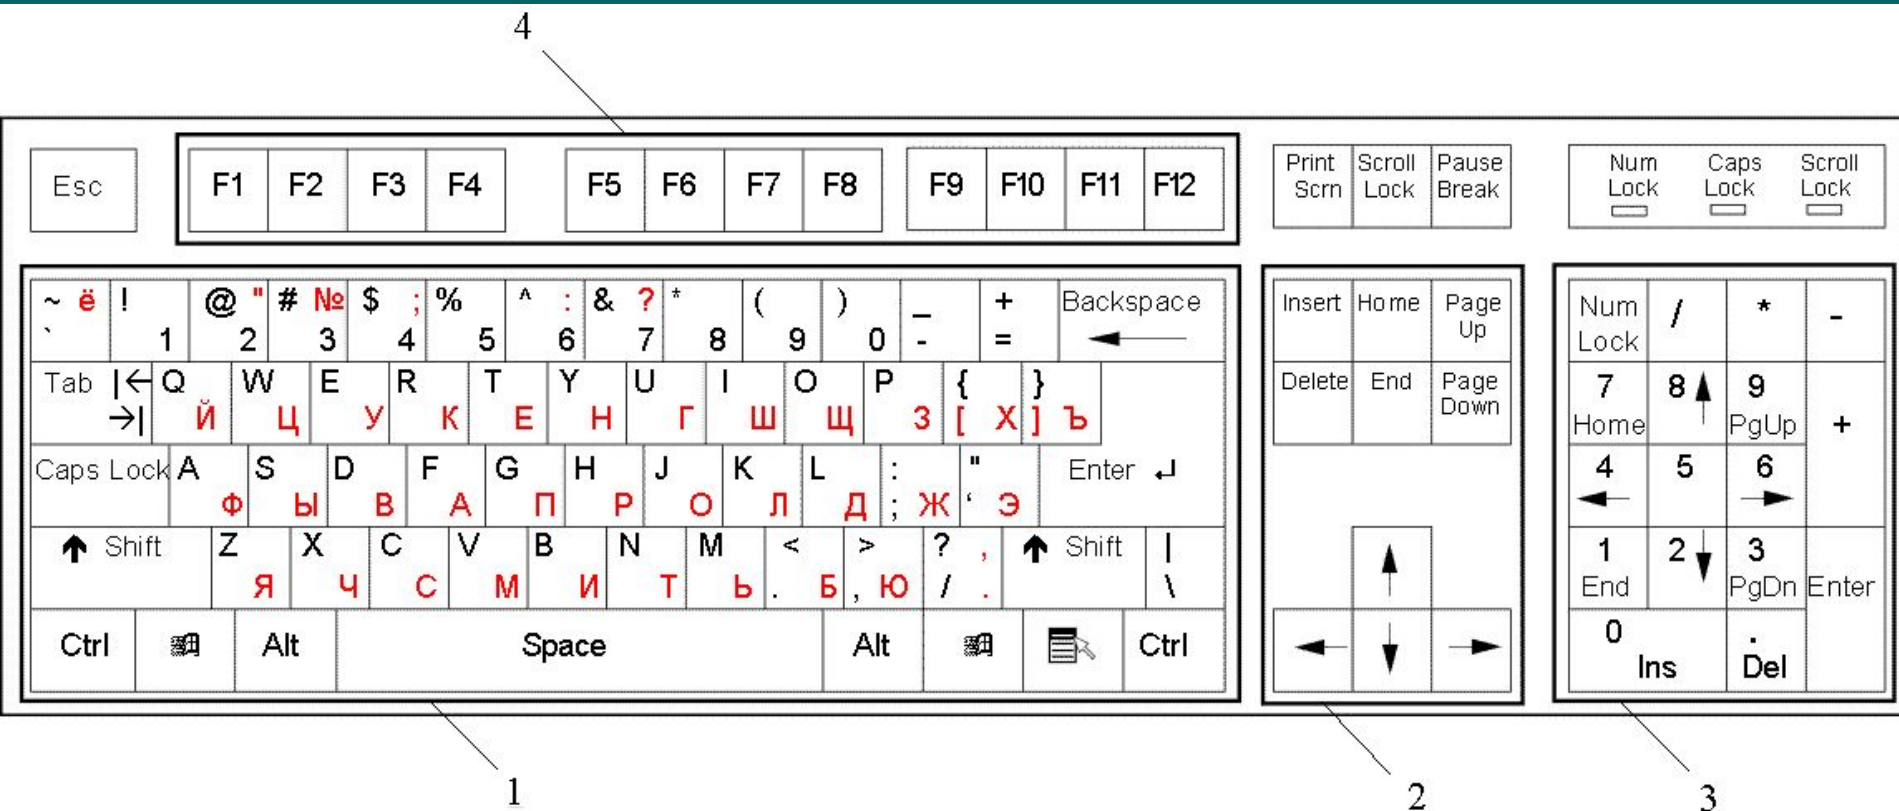 4
Esc F1 F2 F3 F4 F5 F6 F7 F8 F9 F10 F11 F12
Print Scrn
Scroll Lock
Pause Break
Num Lock
Caps Lock
Scroll Lock
~ ё ! @ " # № $ ; % ^ : & ? * ( ) _ + Backspace
` 1 2 3 4 5 6 7 8 9 0 - =
Tab |← Q W E R T Y U I O P { }
→| Й Ц У К Е Н Г Ш Щ З [ Х ] Ъ
Caps Lock A S D F G H J K L : " Enter ↵
Ф Ы В А П Р О Л Д ; Ж ‘ Э
Shift Z X C V B N M < > ? , Shift |
Я Ч С М И Т Ь . Б , Ю / . \
Ctrl Alt Space Alt Ctrl
Insert Home Page Up
Delete End Page Down
↑
← ↓ →
Num Lock / * -
7 8 ↑ 9
Home PgUp +
4 5 6
← →
1 2 ↓ 3
End PgDn Enter
0 .
Ins Del
1 2 3